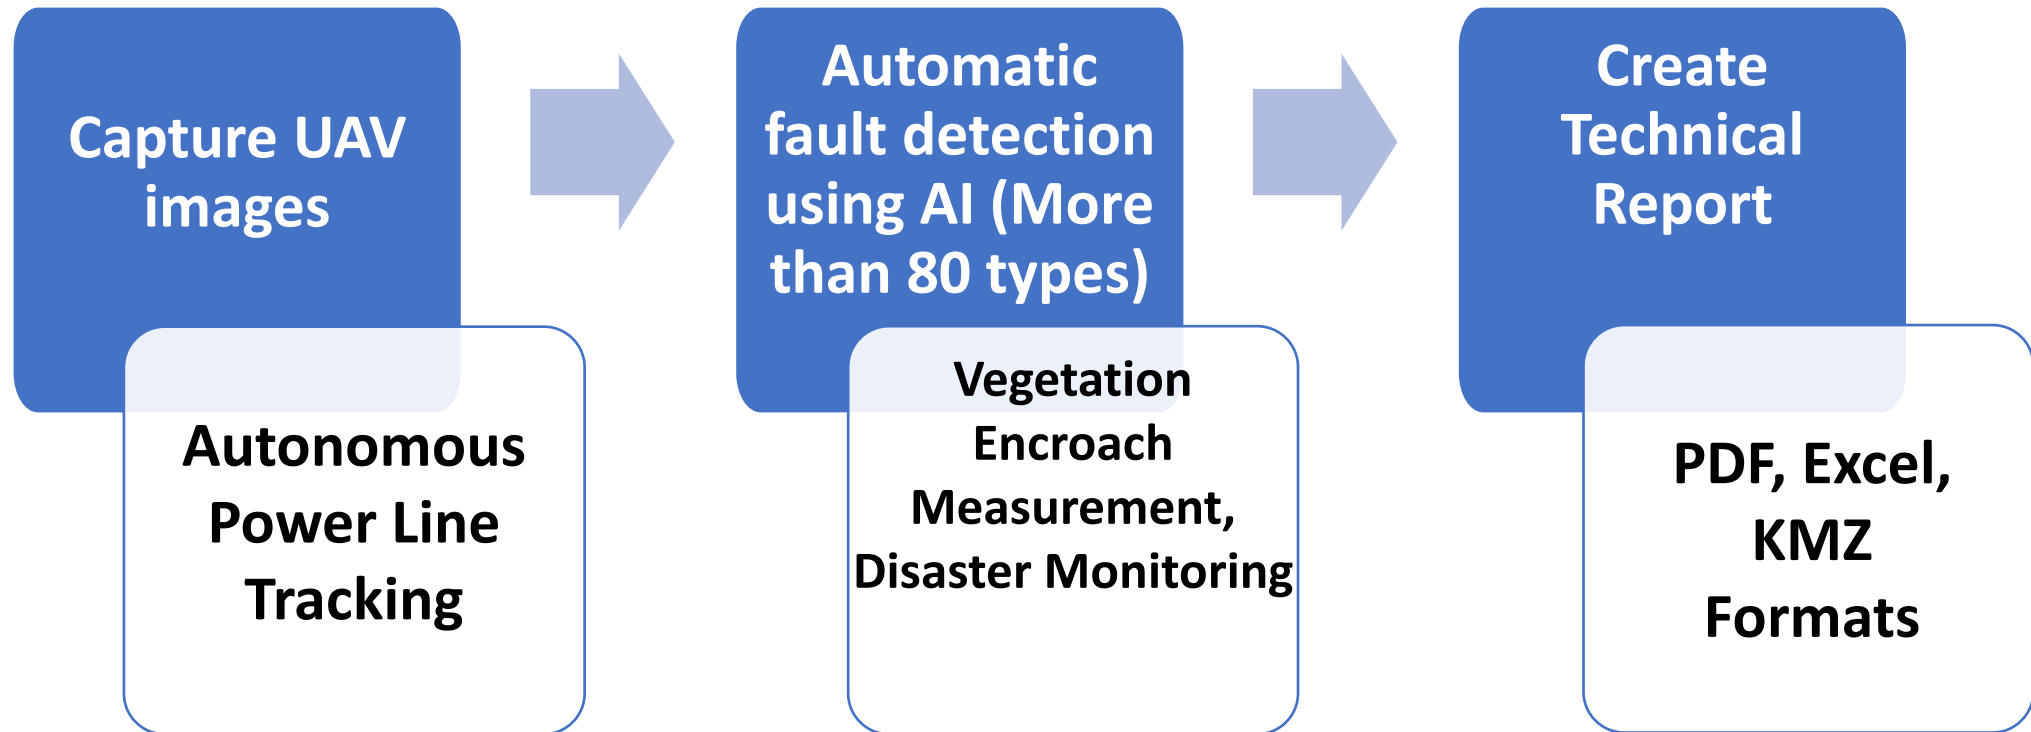 Capture UAV
images
Autonomous
Power Line
Tracking
Automatic
fault detection
using AI (More
than 80 types)
Vegetation
Encroach
Measurement,
Disaster Monitoring
Create
Technical
Report
PDF, Excel,
KMZ
Formats